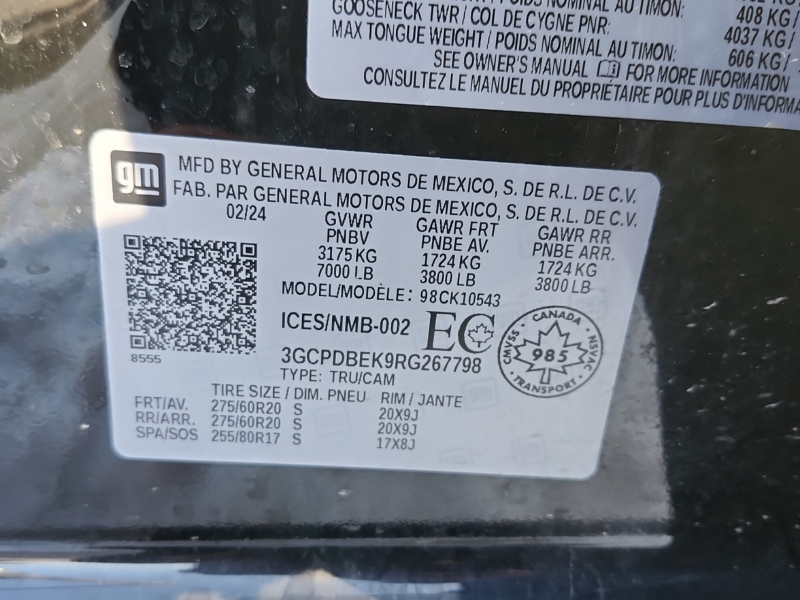 GOOSENECK TWR / COL DE CYGNE PNR: 408 KG /
MAX TONGUE WEIGHT / POIDS NOMINAL AU TIMON: 4037 KG /
606 KG /
SEE OWNER'S MANUAL FOR MORE INFORMATION
CONSULTEZ LE MANUEL DU PROPRIÉTAIRE POUR PLUS D'INFORMA
gm
MFD BY GENERAL MOTORS DE MEXICO, S. DE R.L. DE C.V.
FAB. PAR GENERAL MOTORS DE MEXICO, S. DE R.L. DE C.V.
02/24 GVWR GAWR FRT GAWR RR
PNBV PNBE AV. PNBE ARR.
3175 KG 1724 KG 1724 KG
7000 LB 3800 LB 3800 LB
MODEL/MODÈLE: 98CK10543
ICES/NMB-002 EC
CMVSS CANADA NSVAC
985
TRANSPORT
8555
3GCPDBEK9RG267798
TYPE: TRU/CAM
TIRE SIZE / DIM. PNEU RIM / JANTE
FRT/AV. 275/60R20 S 20X9J
RR/ARR. 275/60R20 S 20X9J
SPA/SOS 255/80R17 S 17X8J